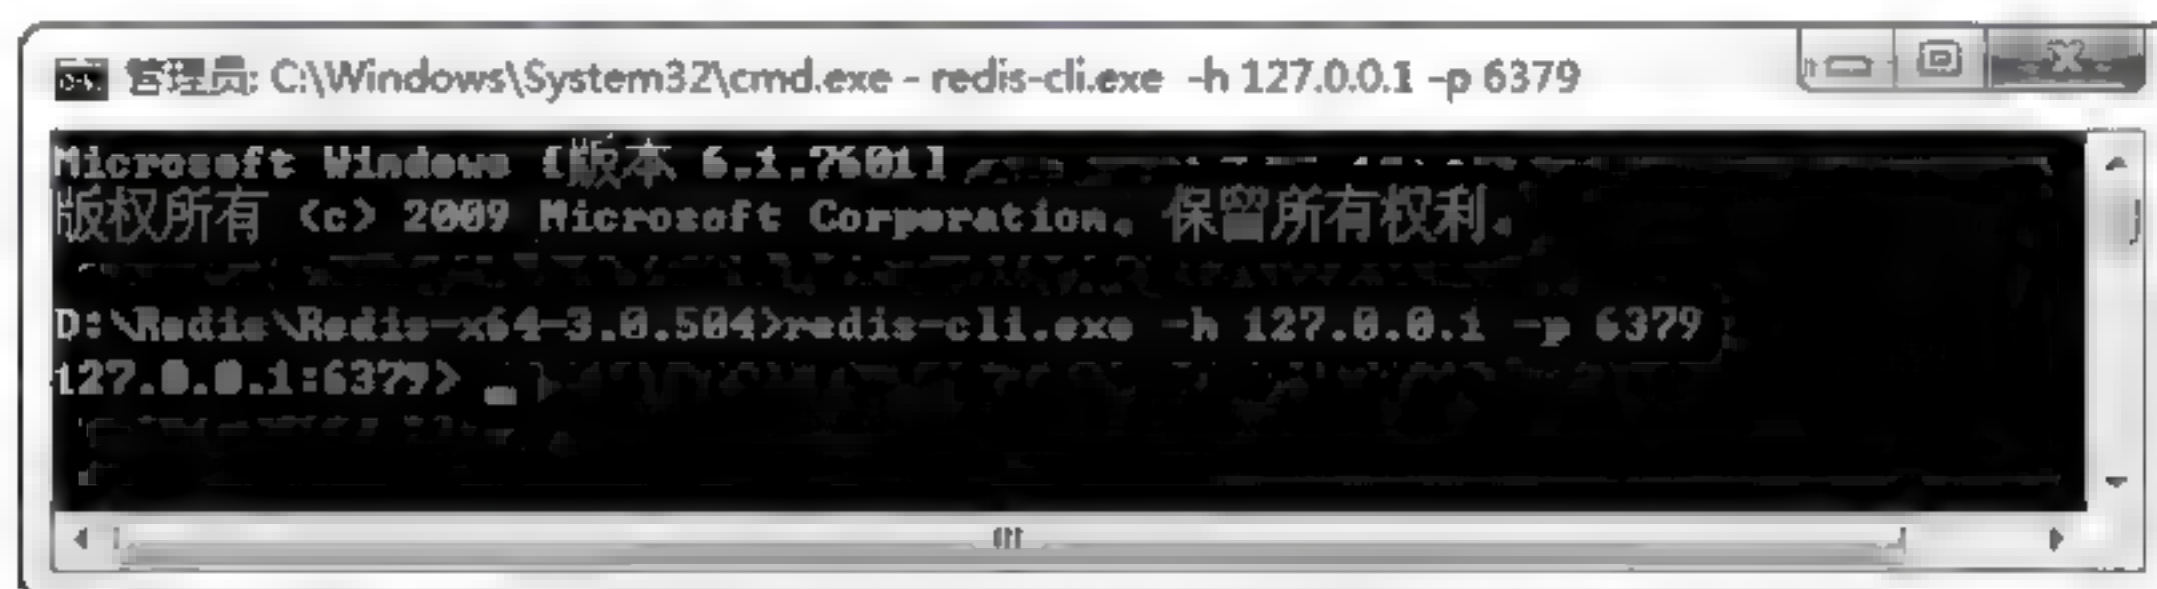 管理员: C:\Windows\System32\cmd.exe - redis-cli.exe  -h 127.0.0.1 -p 6379
Microsoft Windows [版本 6.1.7601]
版权所有 (c) 2009 Microsoft Corporation。保留所有权利。
D:\Redis\Redis-x64-3.0.504>redis-cli.exe -h 127.0.0.1 -p 6379
127.0.0.1:6379>